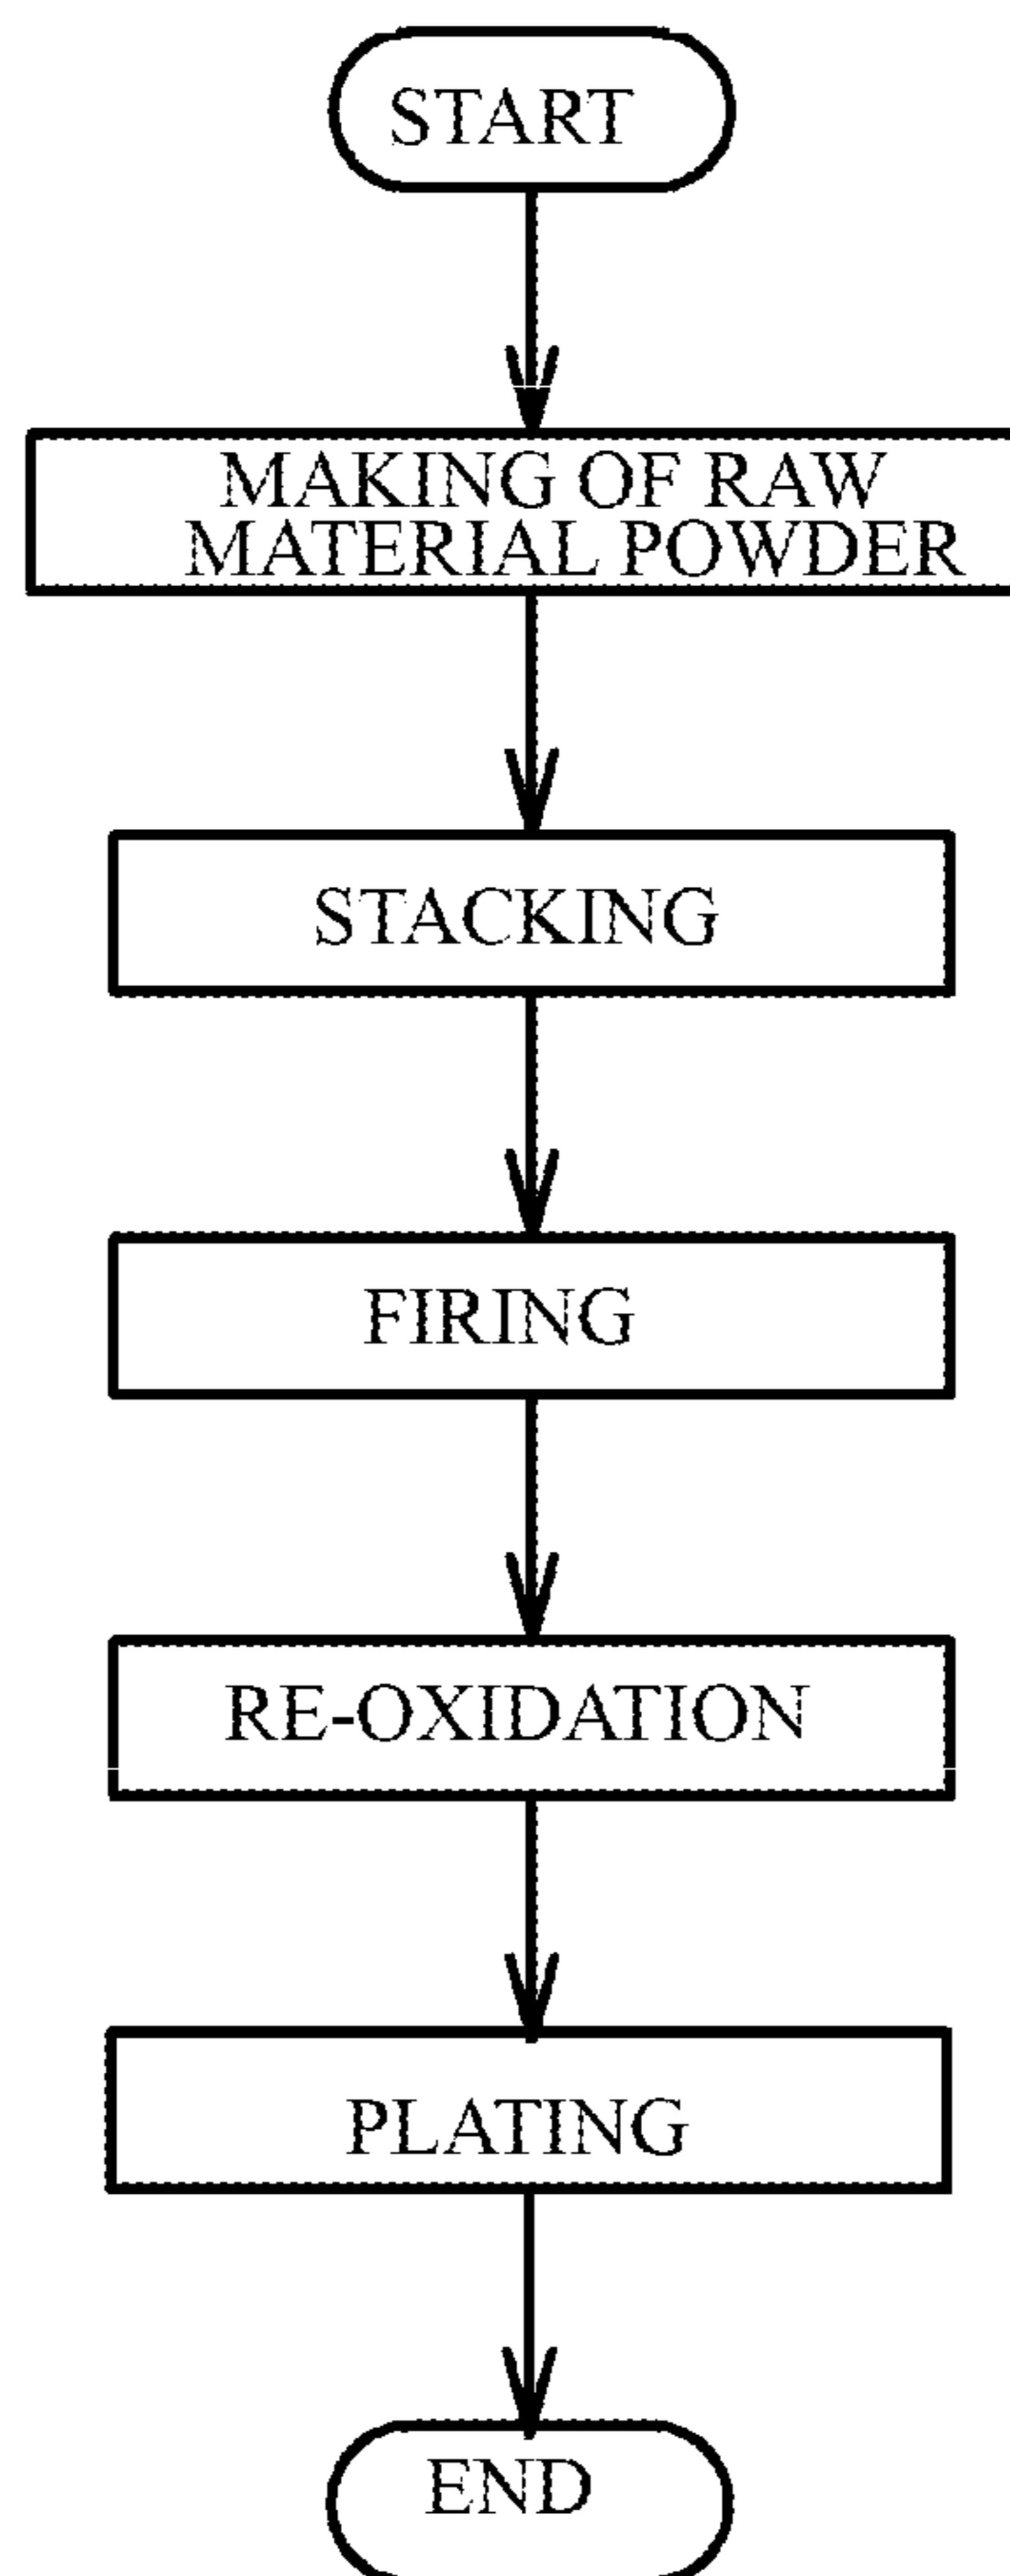 START
MAKING OF RAW
MATERIAL POWDER
STACKING
FIRING
RE-OXIDATION
PLATING
END